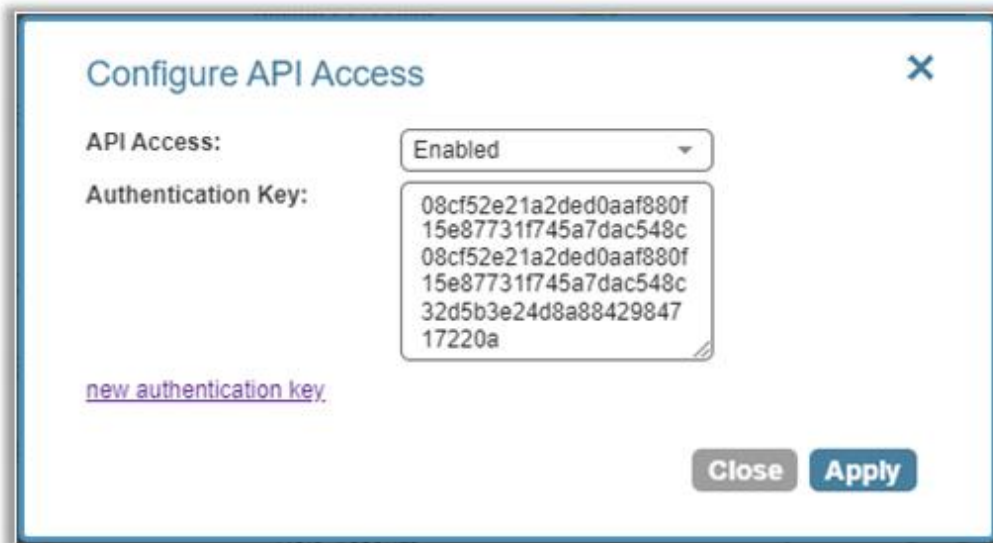 Configure API Access
API Access:
Enabled
Authentication Key:
08cf52e21a2ded0aaf880f
15e87731f745a7dac548c
08cf52e21a2ded0aaf880f
15e87731f745a7dac548c
32d5b3e24d8a88429847
17220a
new authentication key
Close
Apply